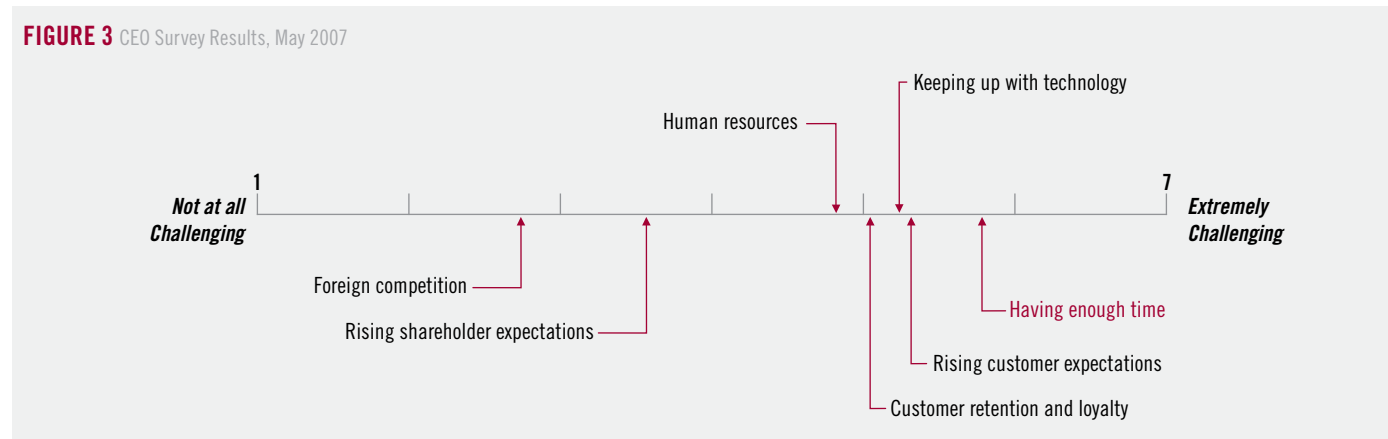 FIGURE 3 CEO Survey Results, May 2007
Keeping up with technology
Human resources
1
7
Not at all
Challenging
Extremely
Challenging
Foreign competition
Having enough time
Rising shareholder expectations
Rising customer expectations
Customer retention and loyalty